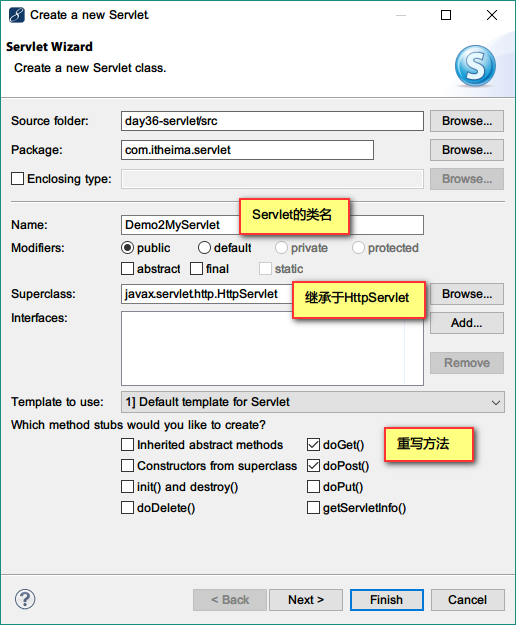 Create a new Servlet.
Servlet Wizard
Create a new Servlet class.
Source folder: day36-servlet/src Browse...
Package: com.itheima.servlet Browse...
Enclosing type: Browse...
Servlet的类名
Name: Demo2MyServlet
Modifiers: public default private protected
abstract final static
Superclass: javax.servlet.http.HttpServlet 继承于HttpServlet Browse...
Interfaces: Add...
Remove
Template to use: 1] Default template for Servlet
Which method stubs would you like to create?
Inherited abstract methods doGet() 重写方法
Constructors from superclass doPost()
init() and destroy() doPut()
doDelete() getServletInfo()
? < Back Next > Finish Cancel